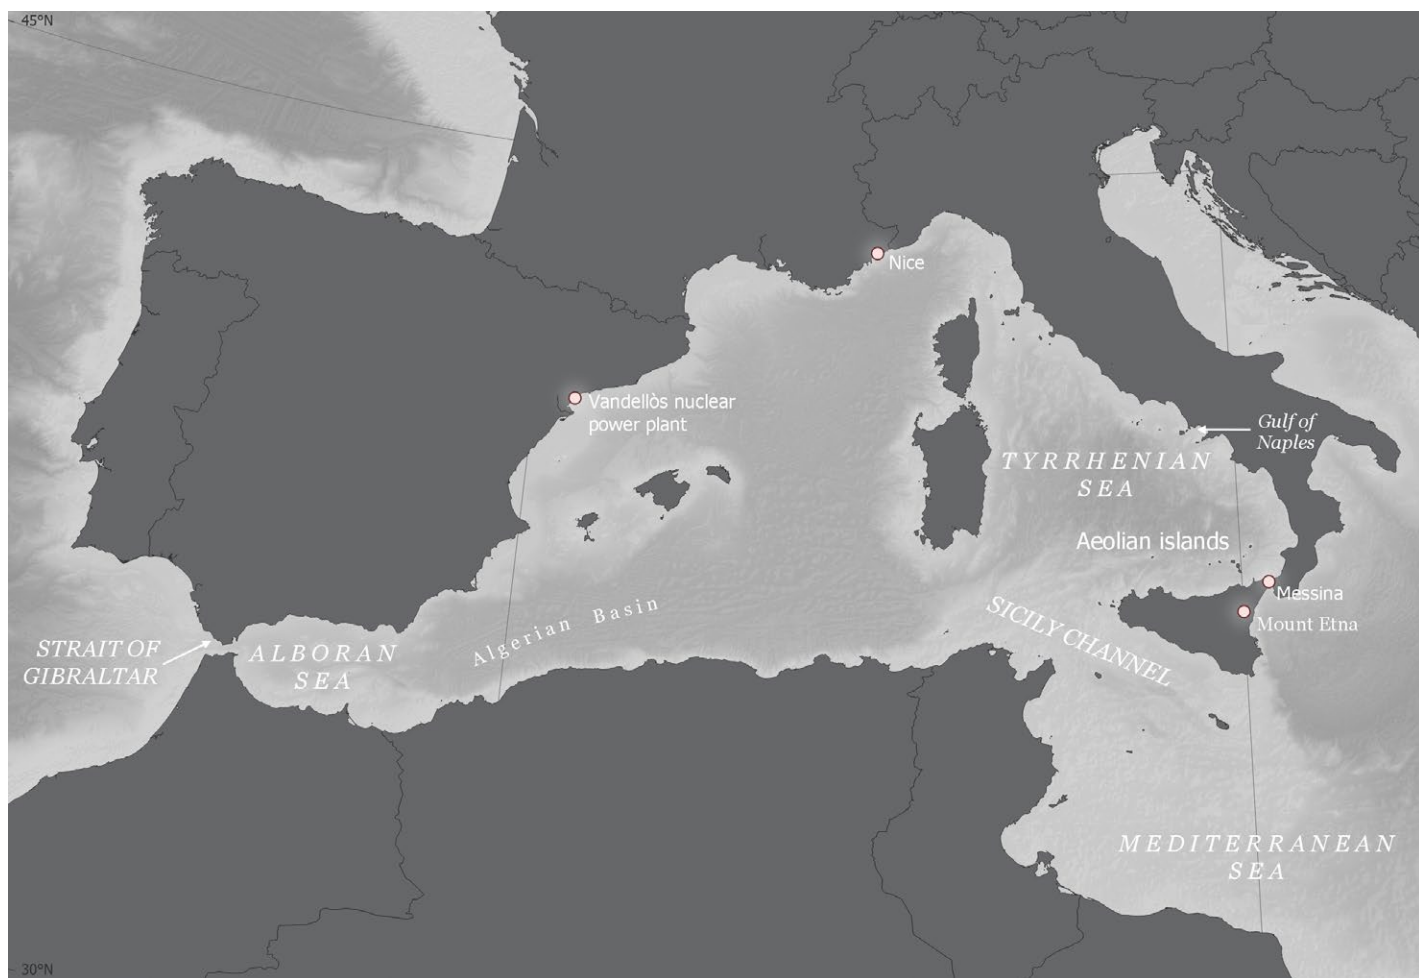 45°N
Nice
Vandellòs nuclear
power plant
Gulf of
Naples
TYRRHENIAN
SEA
Aeolian islands
Messina
Mount Etna
SICILY CHANNEL
Algerian Basin
STRAIT OF
GIBRALTAR
ALBORAN
SEA
MEDITERRANEAN
SEA
30°N